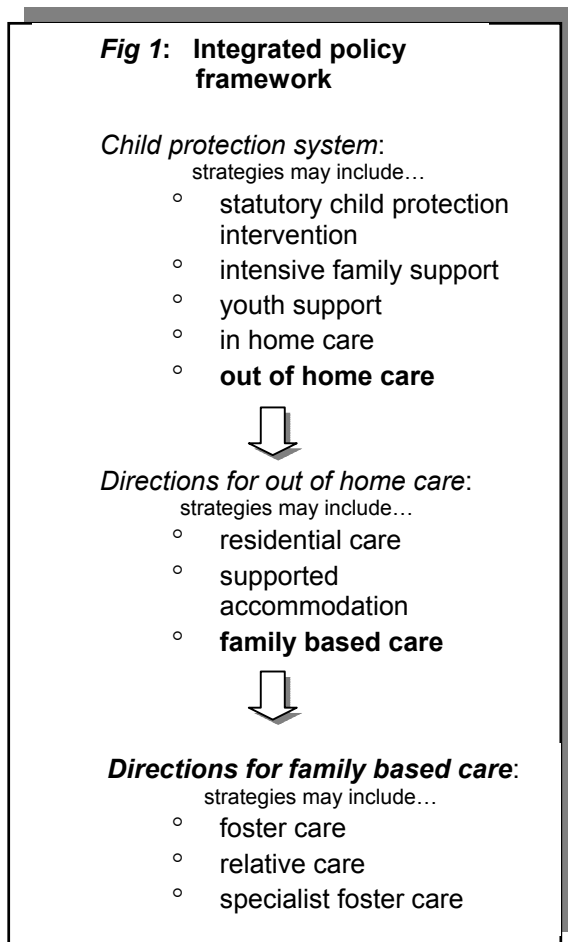 Fig 1: Integrated policy
framework
Child protection system:
strategies may include…
° statutory child protection
intervention
° intensive family support
° youth support
° in home care
° out of home care
Directions for out of home care:
strategies may include…
° residential care
° supported
accommodation
° family based care
Directions for family based care:
strategies may include…
° foster care
° relative care
° specialist foster care